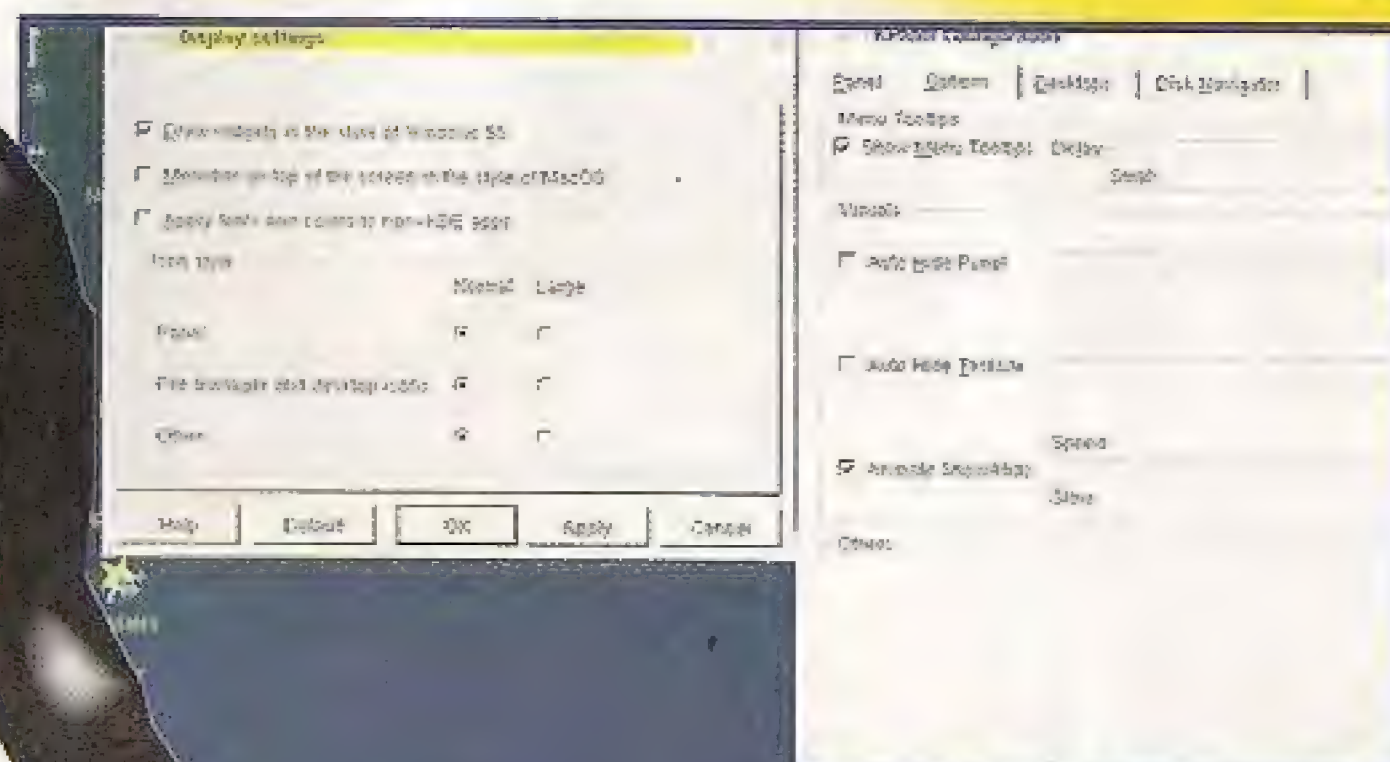 Display settings
Draw widgets in the style of Windows 95
Menubar on top of the screen in the style of MacOS
Apply fonts and colors to non-KDE apps
Icon style
Normal Large
Panel
File manager and desktop icons
Other
Help Default OK Apply Cancel
KPanel Configuration
Panel Options Desktops Disk Navigator
Menu Tooltips
Show Menu Tooltips Delay
Visuals
Auto Hide Panel
Auto Hide Taskbar
Speed
Animate Show/Hide
Others